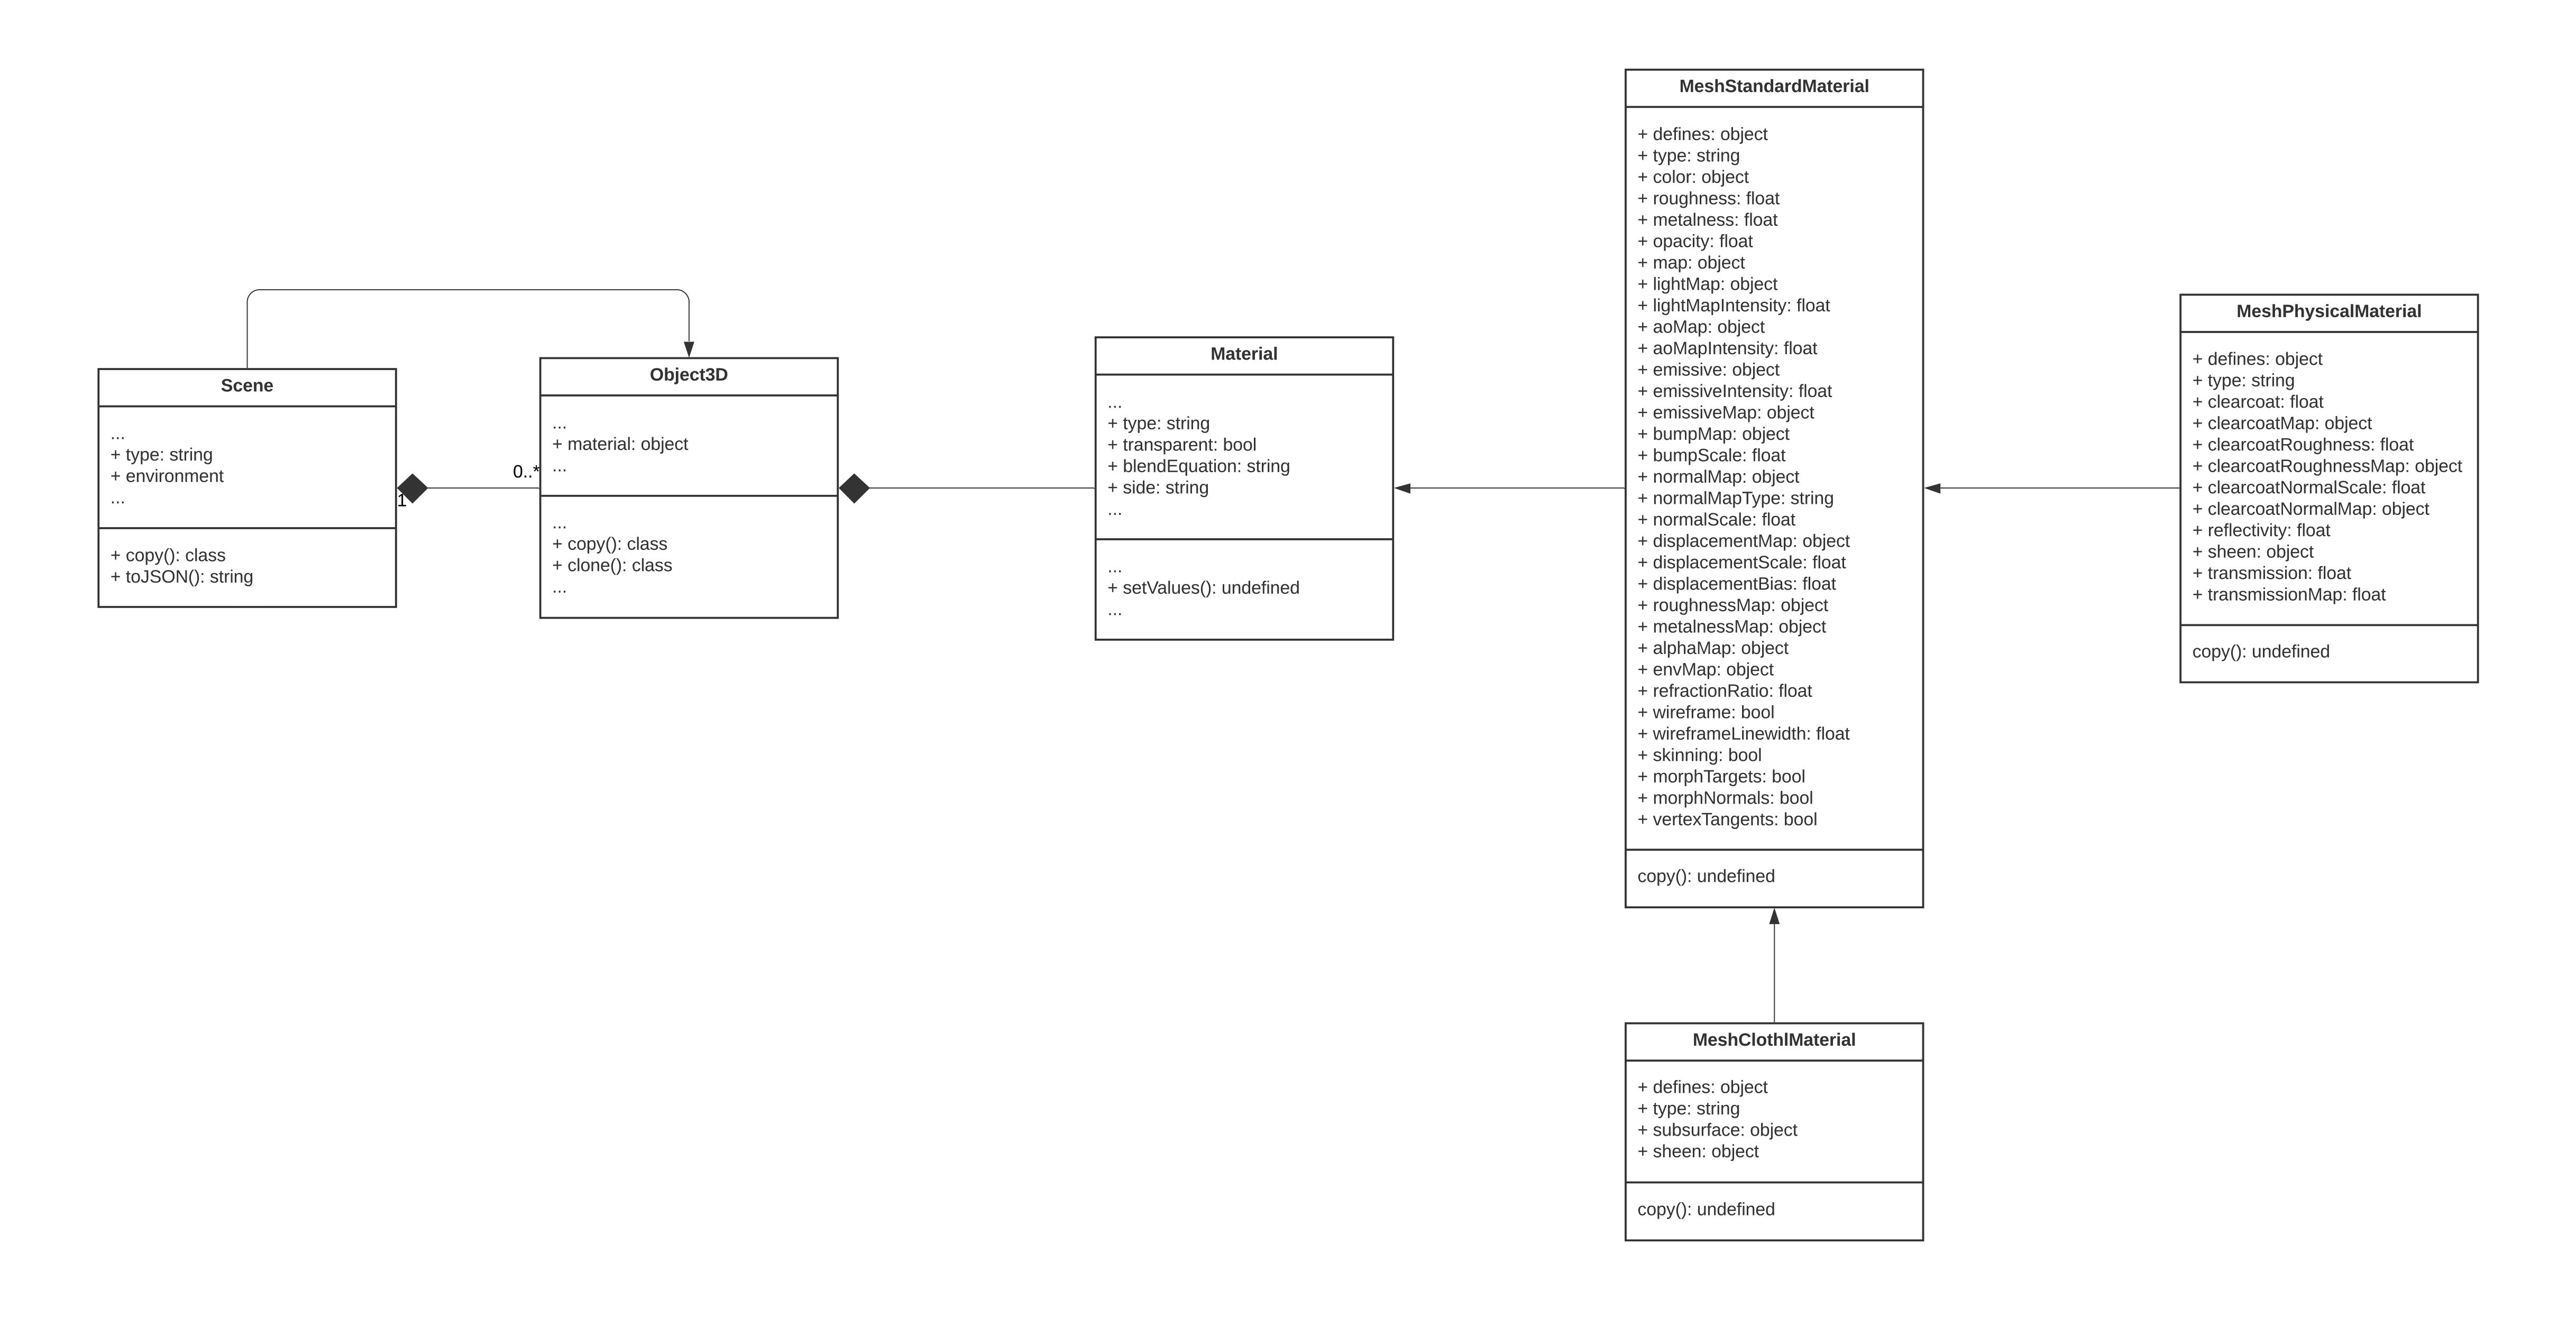 Scene
...
+ type: string
+ environment
...
+ copy(): class
+ toJSON(): string
1
0..*
Object3D
...
+ material: object
...
...
+ copy(): class
+ clone(): class
...
Material
...
+ type: string
+ transparent: bool
+ blendEquation: string
+ side: string
...
...
+ setValues(): undefined
...
MeshStandardMaterial
+ defines: object
+ type: string
+ color: object
+ roughness: float
+ metalness: float
+ opacity: float
+ map: object
+ lightMap: object
+ lightMapIntensity: float
+ aoMap: object
+ aoMapIntensity: float
+ emissive: object
+ emissiveIntensity: float
+ emissiveMap: object
+ bumpMap: object
+ bumpScale: float
+ normalMap: object
+ normalMapType: string
+ normalScale: float
+ displacementMap: object
+ displacementScale: float
+ displacementBias: float
+ roughnessMap: object
+ metalnessMap: object
+ alphaMap: object
+ envMap: object
+ refractionRatio: float
+ wireframe: bool
+ wireframeLinewidth: float
+ skinning: bool
+ morphTargets: bool
+ morphNormals: bool
+ vertexTangents: bool
copy(): undefined
MeshPhysicalMaterial
+ defines: object
+ type: string
+ clearcoat: float
+ clearcoatMap: object
+ clearcoatRoughness: float
+ clearcoatRoughnessMap: object
+ clearcoatNormalScale: float
+ clearcoatNormalMap: object
+ reflectivity: float
+ sheen: object
+ transmission: float
+ transmissionMap: float
copy(): undefined
MeshClothlMaterial
+ defines: object
+ type: string
+ subsurface: object
+ sheen: object
copy(): undefined